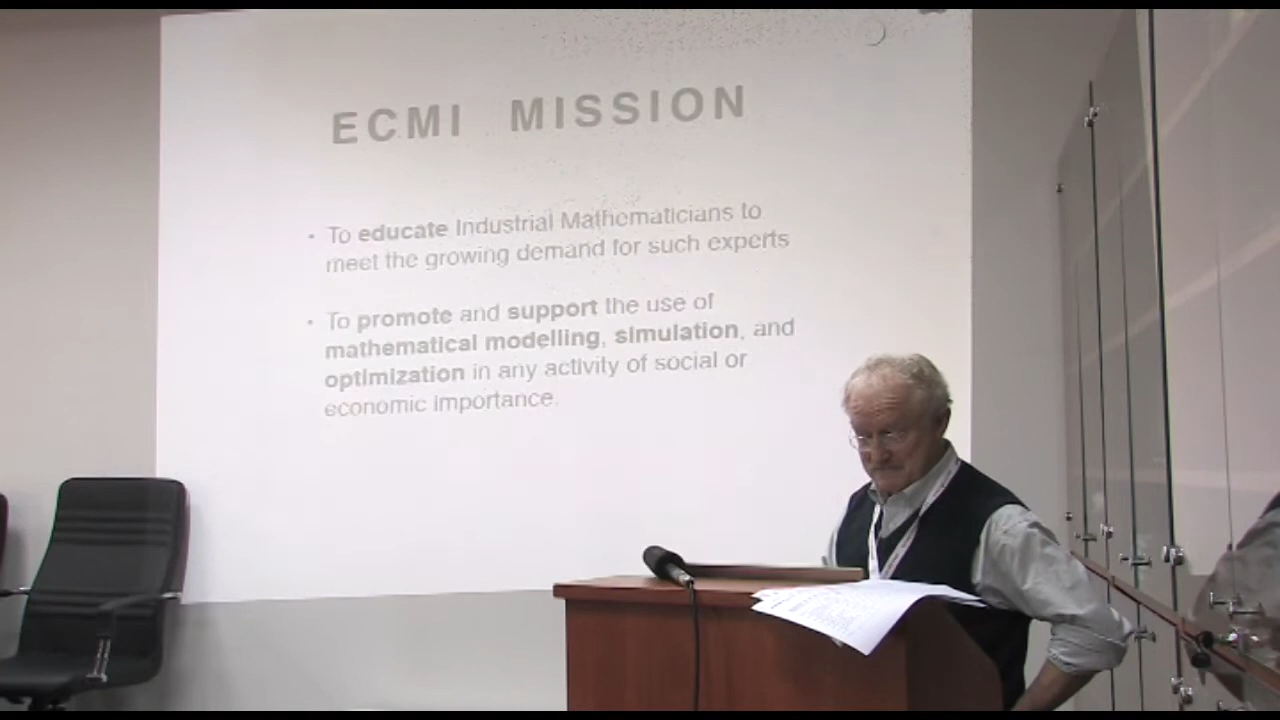 ECMI MISSION
• To educate Industrial Mathematicians to
meet the growing demand for such experts
• To promote and support the use of
mathematical modelling, simulation, and
optimization in any activity of social or
economic importance.